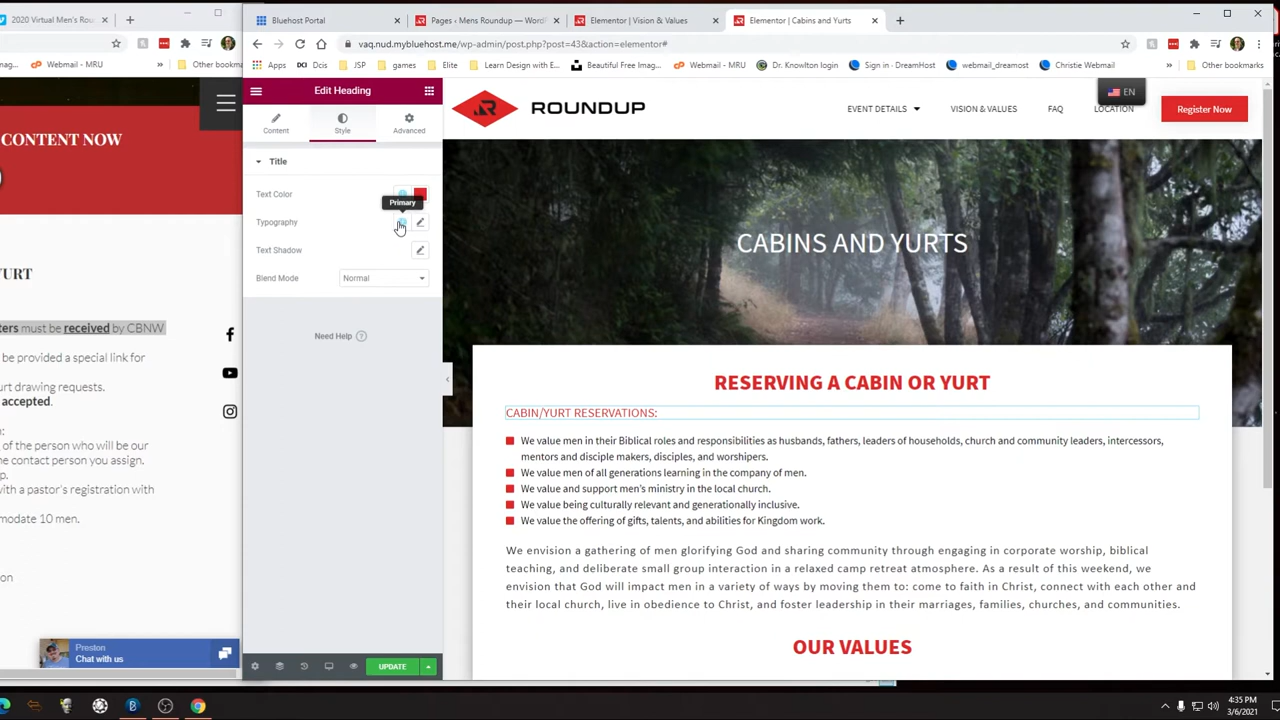 2020 Virtual Men's Rou
Bluehost Portal
Pages ‹ Mens Roundup — WordP
Elementor | Vision & Values
Elementor | Cabins and Yurts
vaq.nud.mybluehost.me/wp-admin/post.php?post=43&action=elementor#
Webmail - MRU
Other bookm
Apps
Dcis
JSP
games
Elite
Learn Design with E...
Beautiful Free Imag...
Webmail - MRU
Dr. Knowlton login
Sign in - DreamHost
webmail_dreamost
Christie Webmail
Other bookmarks
Edit Heading
Content
Style
Advanced
Title
Text Color
Primary
Typography
Text Shadow
Blend Mode
Normal
Need Help
UPDATE
EN
ROUNDUP
EVENT DETAILS
VISION & VALUES
FAQ
LOCATION
Register Now
CABINS AND YURTS
RESERVING A CABIN OR YURT
CABIN/YURT RESERVATIONS:
We value men in their Biblical roles and responsibilities as husbands, fathers, leaders of households, church and community leaders, intercessors,
mentors and disciple makers, disciples, and worshipers.
We value men of all generations learning in the company of men.
We value and support men's ministry in the local church.
We value being culturally relevant and generationally inclusive.
We value the offering of gifts, talents, and abilities for Kingdom work.
We envision a gathering of men glorifying God and sharing community through engaging in corporate worship, biblical
teaching, and deliberate small group interaction in a relaxed camp retreat atmosphere. As a result of this weekend, we
envision that God will impact men in a variety of ways by moving them to: come to faith in Christ, connect with each other and
their local church, live in obedience to Christ, and foster leadership in their marriages, families, churches, and communities.
OUR VALUES
CONTENT NOW
YURT
ters must be received by CBNW
be provided a special link for
urt drawing requests.
accepted.
n:
of the person who will be our
he contact person you assign.
p.
with a pastor's registration with
modate 10 men.
ion
Preston
Chat with us
4:35 PM
3/6/2021